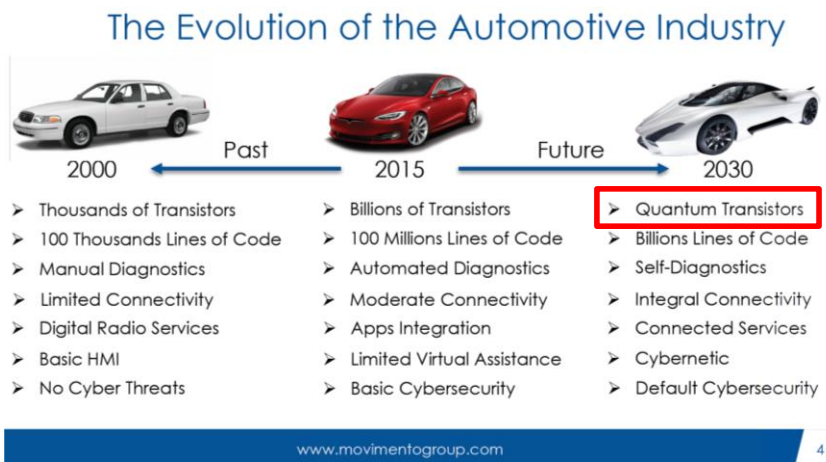 The Evolution of the Automotive Industry
Past
Future
2000
2015
2030
Thousands of Transistors
100 Thousands Lines of Code
Manual Diagnostics
Limited Connectivity
Digital Radio Services
Basic HMI
No Cyber Threats
Billions of Transistors
100 Millions Lines of Code
Automated Diagnostics
Moderate Connectivity
Apps Integration
Limited Virtual Assistance
Basic Cybersecurity
Quantum Transistors
Billions Lines of Code
Self-Diagnostics
Integral Connectivity
Connected Services
Cybernetic
Default Cybersecurity
www.movimentogroup.com
4